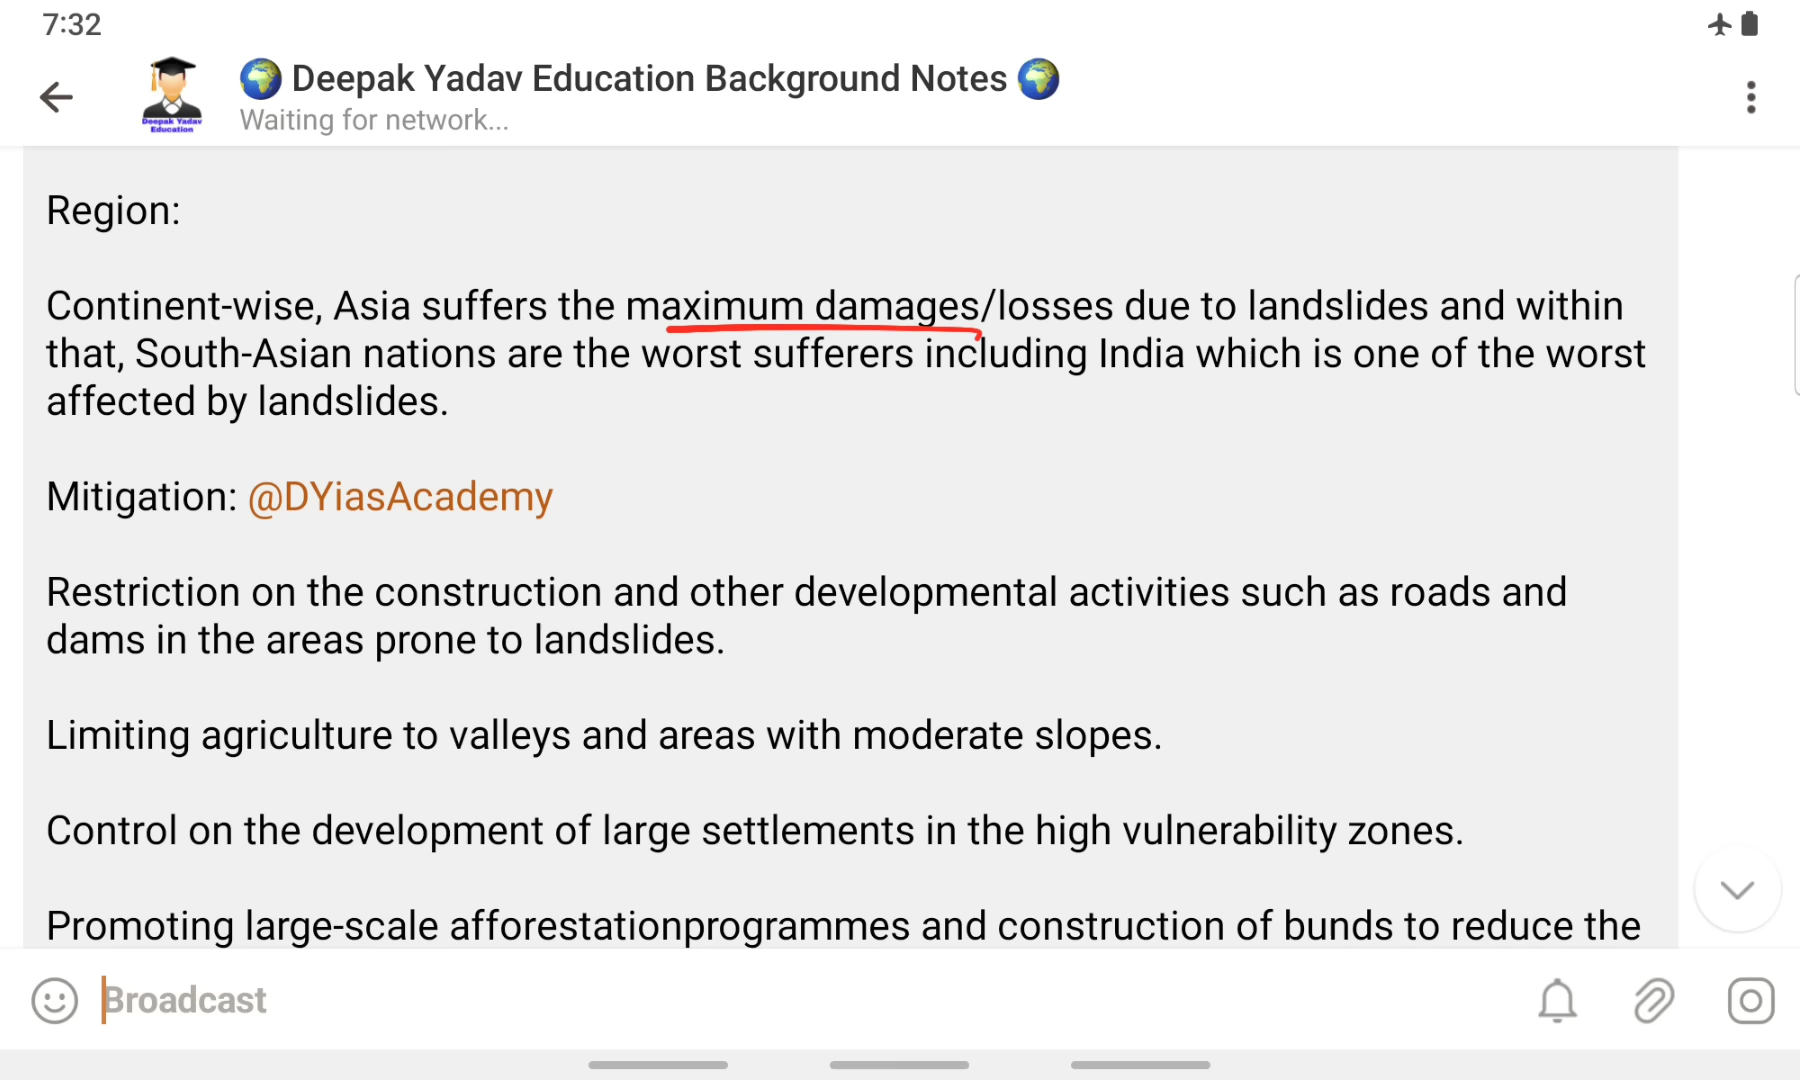 7:32
🌍 Deepak Yadav Education Background Notes 🌍
Deepak Yadav
Education
Waiting for network...
Region:
Continent-wise, Asia suffers the maximum damages/losses due to landslides and within
that, South-Asian nations are the worst sufferers including India which is one of the worst
affected by landslides.
Mitigation: @DYiasAcademy
Restriction on the construction and other developmental activities such as roads and
dams in the areas prone to landslides.
Limiting agriculture to valleys and areas with moderate slopes.
Control on the development of large settlements in the high vulnerability zones.
Promoting large-scale afforestationprogrammes and construction of bunds to reduce the
Broadcast